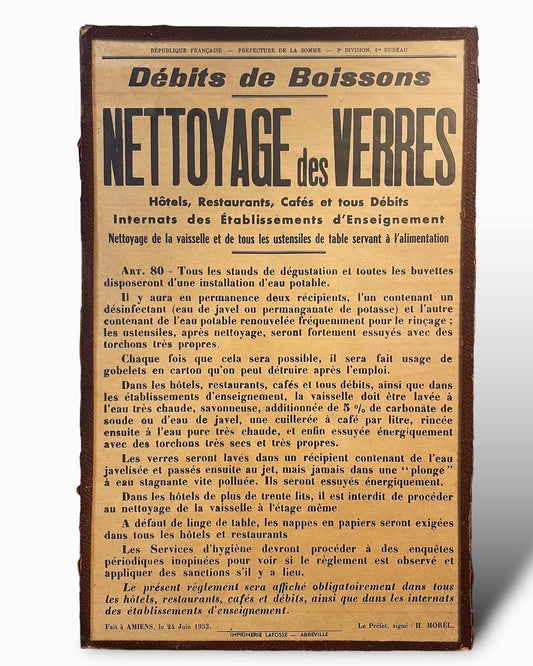 RÉPUBLIQUE FRANÇAISE — PRÉFECTURE DE LA SOMME — 3e DIVISION, 1er BUREAU
Débits de Boissons
NETTOYAGE des VERRES
Hôtels, Restaurants, Cafés et tous Débits
Internats des Établissements d'Enseignement
Nettoyage de la vaisselle et de tous les ustensiles de table servant à l'alimentation
ART. 80 - Tous les stands de dégustation et toutes les buvettes
disposeront d'une installation d'eau potable.
Il y aura en permanence deux récipients, l'un contenant un
désinfectant (eau de javel ou permanganate de potasse) et l'autre
contenant de l'eau potable renouvelée fréquemment pour le rinçage ;
les ustensiles, après nettoyage, seront fortement essuyés avec des
torchons très propres.
Chaque fois que cela sera possible, il sera fait usage de
gobelets en carton qu'on peut détruire après l'emploi.
Dans les hôtels, restaurants, cafés et tous débits, ainsi que dans
les établissements d'enseignement, la vaisselle doit être lavée à
l'eau très chaude, savonneuse, additionnée de 5 % de carbonate de
soude ou d'eau de javel, une cuillerée à café par litre, rincée
ensuite à l'eau pure très chaude, et enfin essuyée énergiquement
avec des torchons très secs et très propres.
Les verres seront lavés dans un récipient contenant de l'eau
javelisée et passés ensuite au jet, mais jamais dans une "plonge"
à eau stagnante vite polluée. Ils seront essuyés énergiquement.
Dans les hôtels de plus de trente lits, il est interdit de procéder
au nettoyage de la vaisselle à l'étage même
A défaut de linge de table, les nappes en papiers seront exigées
dans tous les hôtels et restaurants
Les Services d'hygiène devront procéder à des enquêtes
périodiques inopinées pour voir si le règlement est observé et
appliquer des sanctions s'il y a lieu.
Le présent règlement sera affiché obligatoirement dans tous
les hôtels, restaurants, cafés et débits, ainsi que dans les internats
des établissements d'enseignement.
Fait à AMIENS, le 24 Juin 1953. Le Préfet, signé : H. MOREL.
IMPRIMERIE LAFOSSE — ABBEVILLE